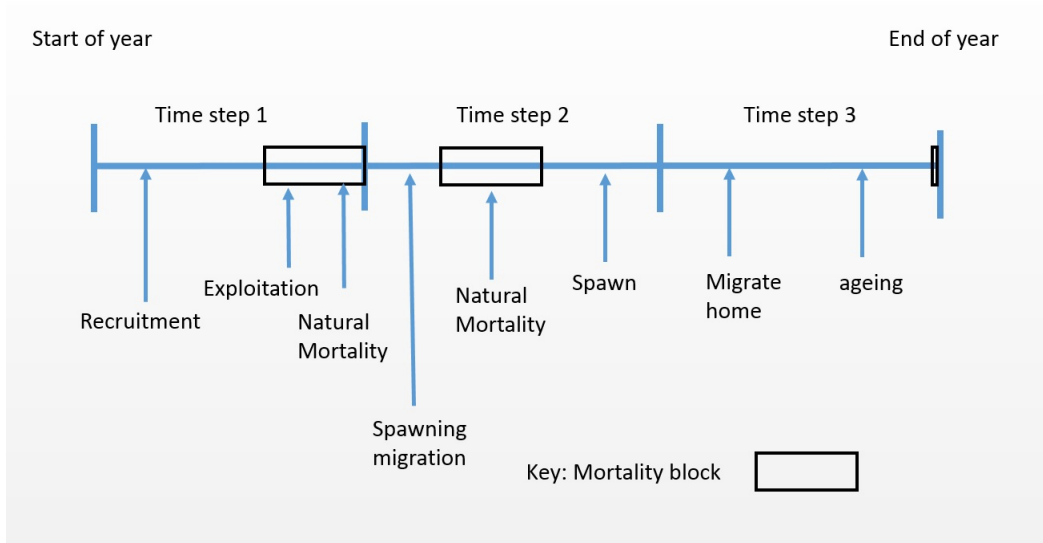 Start of year
End of year
Time step 1
Time step 2
Time step 3
Exploitation
Recruitment
Natural
Mortality
Spawning
migration
Natural
Mortality
Spawn
Migrate
home
ageing
Key: Mortality block